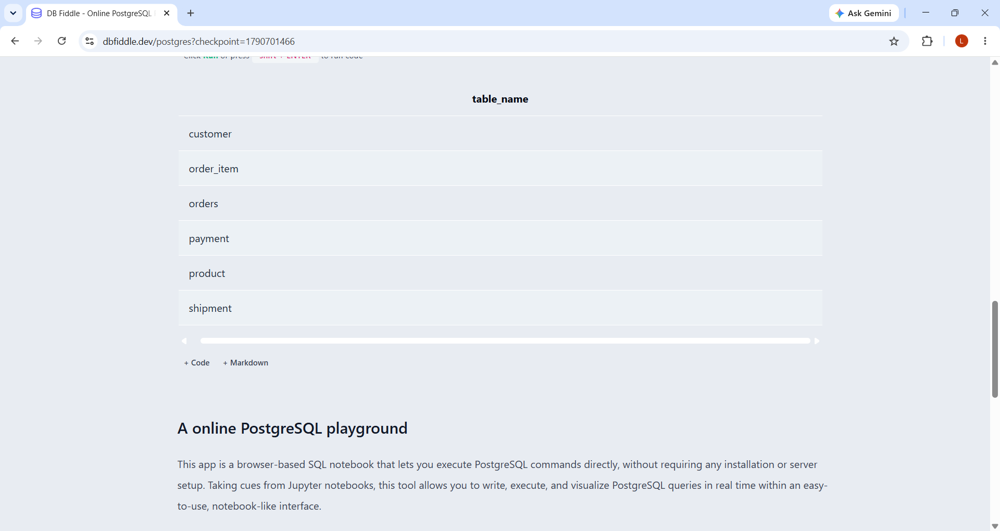 DB Fiddle - Online PostgreSQL
Ask Gemini
dbfiddle.dev/postgres?checkpoint=1790701466
L
Click Run or press Shift + ENTER to run code
table_name
customer
order_item
orders
payment
product
shipment
+ Code + Markdown
A online PostgreSQL playground
This app is a browser-based SQL notebook that lets you execute PostgreSQL commands directly, without requiring any installation or server
setup. Taking cues from Jupyter notebooks, this tool allows you to write, execute, and visualize PostgreSQL queries in real time within an easy-
to-use, notebook-like interface.